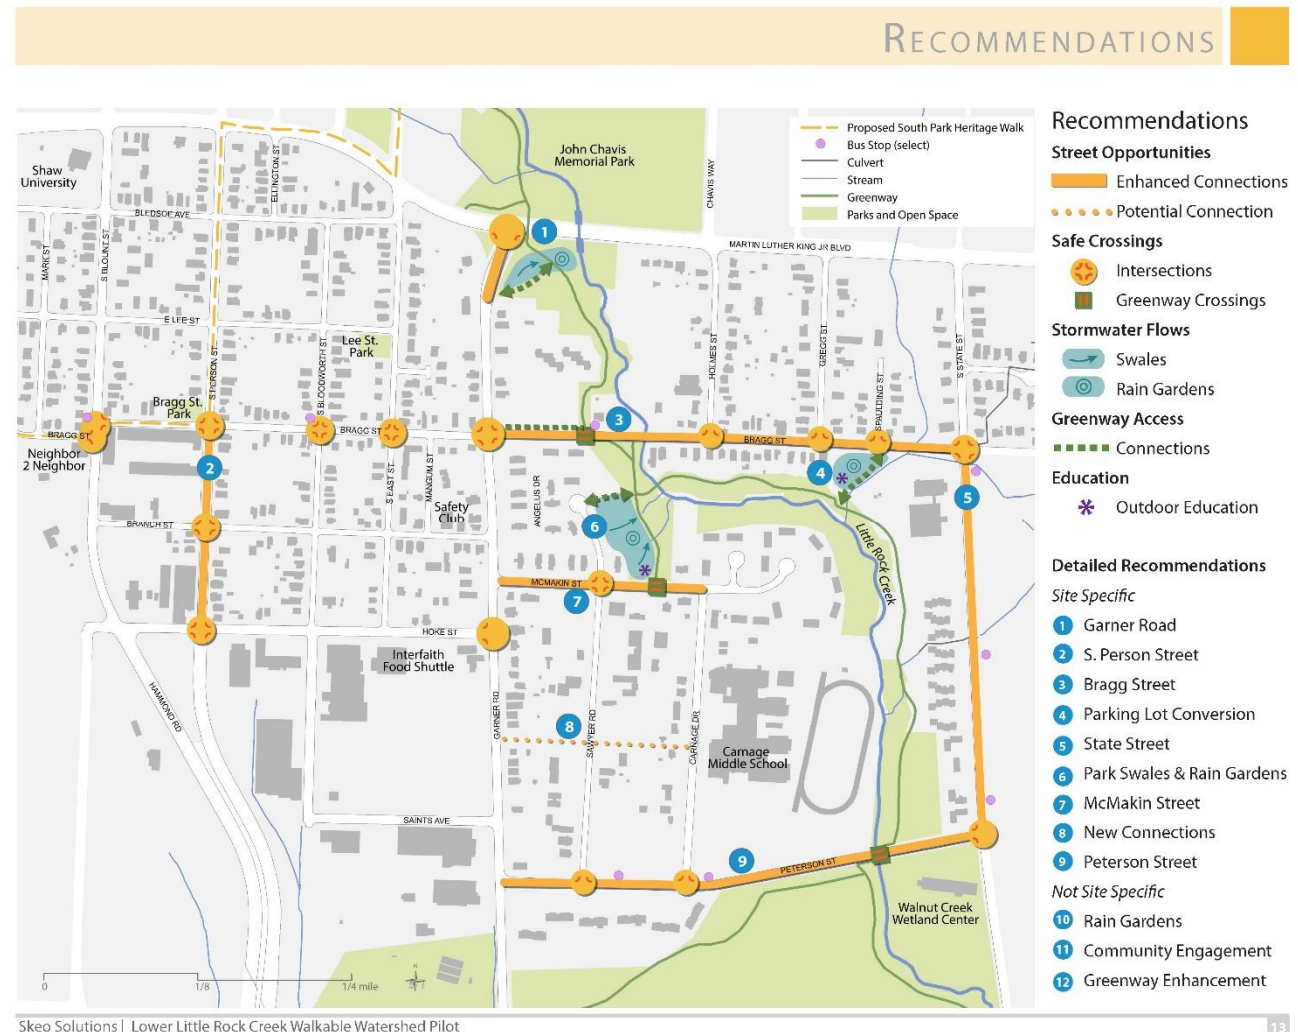 RECOMMENDATIONS
Proposed South Park Heritage Walk
Bus Stop (select)
Culvert
Stream
Greenway
Parks and Open Space
John Chavis
Memorial Park
Shaw
University
ELLINGTON ST
CHAVIS WAY
BLEDSOE AVE
MARK ST
S BLOUNT ST
1
MARTIN LUTHER KING JR BLVD
E LEE ST
Lee St.
Park
S PERSON ST
S BLOODWORTH ST
HOLMES ST
GREGG ST
S STATE ST
SPAULDING ST
Bragg St.
Park
BRAGG ST
BRAGG ST
3
BRAGG ST
Neighbor
2 Neighbor
2
S EAST ST
MANGUM ST
4
5
ANGELUS DR
Safety
Club
BRANCH ST
6
Little Rock Creek
MCMAKIN ST
7
HOKE ST
Interfaith
Food Shuttle
HAMMOND RD
GARNER RD
8
SAWYER RD
CARNAGE DR
Carnage
Middle School
SAINTS AVE
9
PETERSON ST
Walnut Creek
Wetland Center
N
0
1/8
1/4 mile
Recommendations
Street Opportunities
Enhanced Connections
Potential Connection
Safe Crossings
Intersections
Greenway Crossings
Stormwater Flows
Swales
Rain Gardens
Greenway Access
Connections
Education
Outdoor Education
Detailed Recommendations
Site Specific
1 Garner Road
2 S. Person Street
3 Bragg Street
4 Parking Lot Conversion
5 State Street
6 Park Swales & Rain Gardens
7 McMakin Street
8 New Connections
9 Peterson Street
Not Site Specific
10 Rain Gardens
11 Community Engagement
12 Greenway Enhancement
Skeo Solutions | Lower Little Rock Creek Walkable Watershed Pilot
13